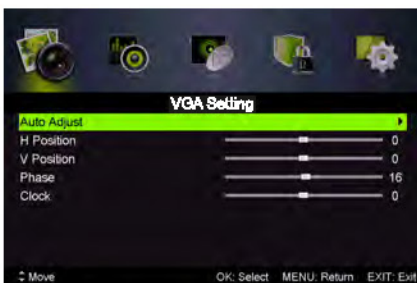 VGA Setting
Auto Adjust
H Position 0
V Position 0
Phase 16
Clock 0
Move OK: Select MENU: Return EXIT: Exit